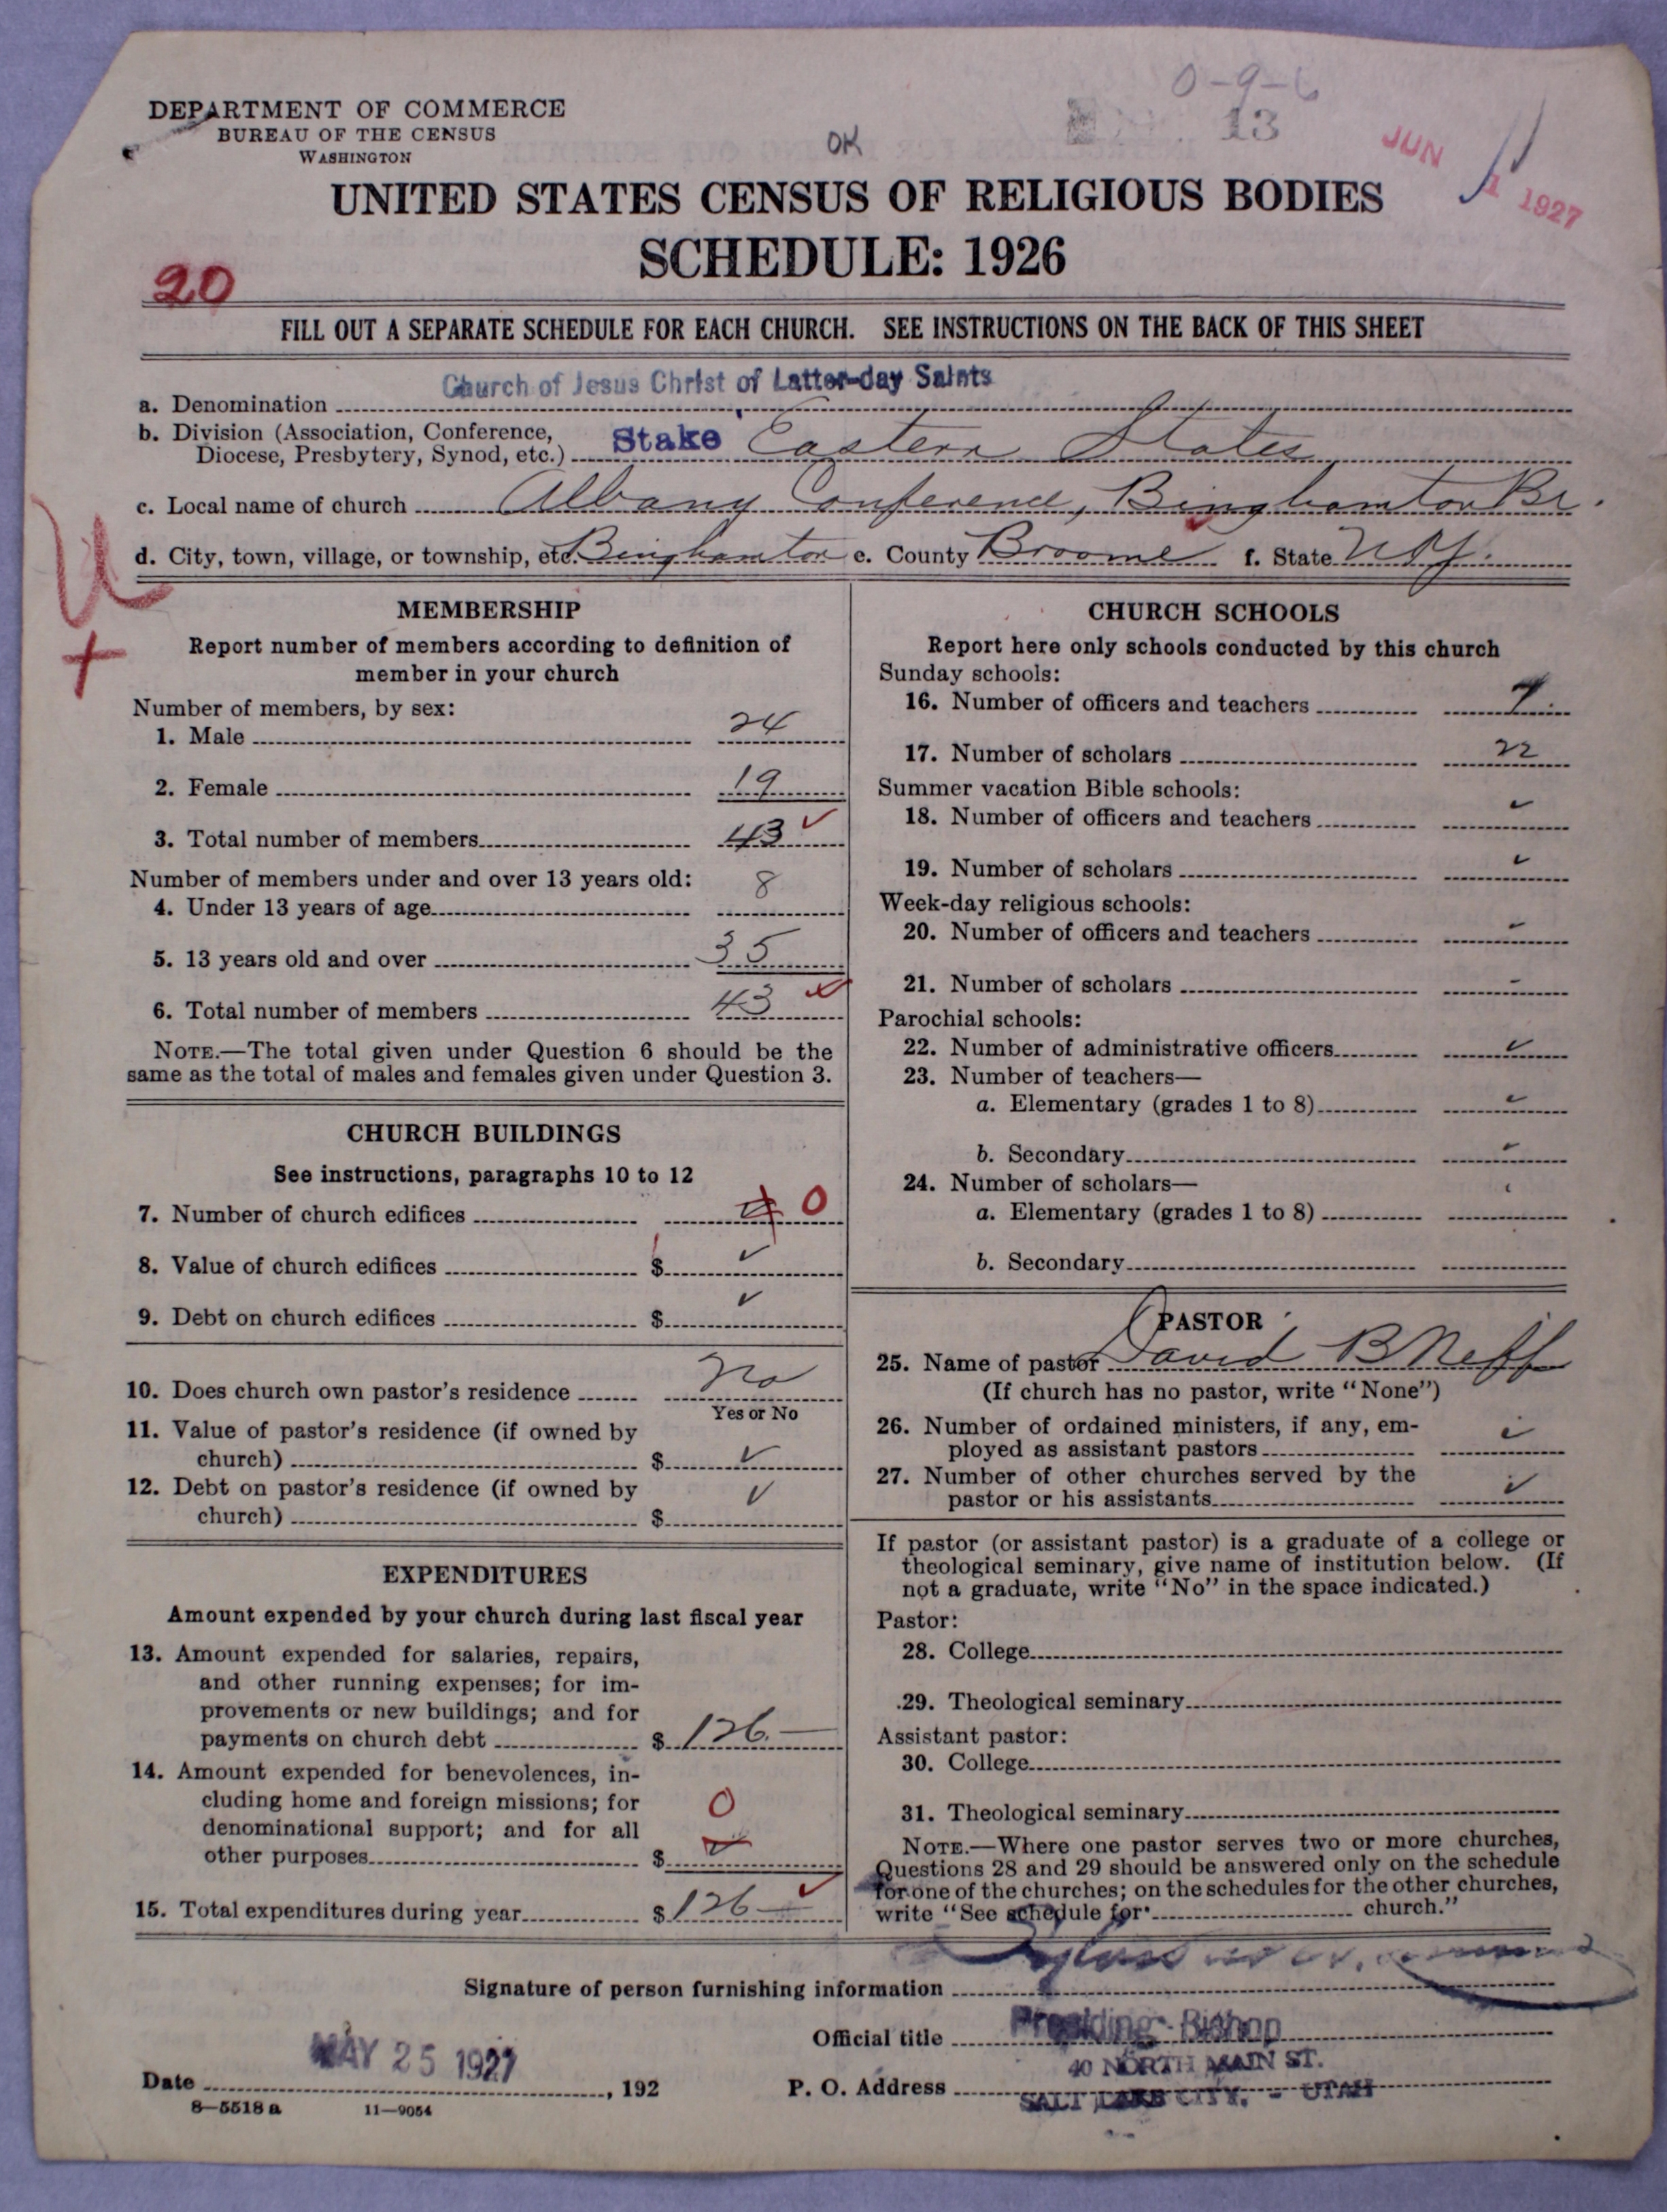 0-9-6
DEPARTMENT OF COMMERCE
BUREAU OF THE CENSUS
WASHINGTON
OK
13
JUN 1 1927
UNITED STATES CENSUS OF RELIGIOUS BODIES
SCHEDULE: 1926
20
FILL OUT A SEPARATE SCHEDULE FOR EACH CHURCH. SEE INSTRUCTIONS ON THE BACK OF THIS SHEET
a. Denomination Church of Jesus Christ of Latter-day Saints
b. Division (Association, Conference,
Diocese, Presbytery, Synod, etc.) Stake Eastern States
c. Local name of church Albany Conference, Binghamton Br.
d. City, town, village, or township, etc. Binghamton e. County Broome f. State N.Y.
U
+
MEMBERSHIP
Report number of members according to definition of
member in your church
Number of members, by sex:
1. Male 24
2. Female 19
3. Total number of members 43 ✓
Number of members under and over 13 years old:
4. Under 13 years of age 8
5. 13 years old and over 35
6. Total number of members 43 ✓
NOTE.—The total given under Question 6 should be the
same as the total of males and females given under Question 3.
CHURCH BUILDINGS
See instructions, paragraphs 10 to 12
7. Number of church edifices 0
8. Value of church edifices $ ✓
9. Debt on church edifices $ ✓
10. Does church own pastor's residence No
Yes or No
11. Value of pastor's residence (if owned by
church) $ ✓
12. Debt on pastor's residence (if owned by
church) $ ✓
EXPENDITURES
Amount expended by your church during last fiscal year
13. Amount expended for salaries, repairs,
and other running expenses; for im-
provements or new buildings; and for
payments on church debt $ 126.—
14. Amount expended for benevolences, in-
cluding home and foreign missions; for
denominational support; and for all
other purposes $ 0
15. Total expenditures during year $ 126— ✓
CHURCH SCHOOLS
Report here only schools conducted by this church
Sunday schools:
16. Number of officers and teachers 7
17. Number of scholars 22
Summer vacation Bible schools:
18. Number of officers and teachers ✓
19. Number of scholars ✓
Week-day religious schools:
20. Number of officers and teachers ✓
21. Number of scholars -
Parochial schools:
22. Number of administrative officers ✓
23. Number of teachers—
a. Elementary (grades 1 to 8) ✓
b. Secondary ✓
24. Number of scholars—
a. Elementary (grades 1 to 8)
b. Secondary
PASTOR
25. Name of pastor David B Neff
(If church has no pastor, write "None")
26. Number of ordained ministers, if any, em-
ployed as assistant pastors ✓
27. Number of other churches served by the
pastor or his assistants ✓
If pastor (or assistant pastor) is a graduate of a college or
theological seminary, give name of institution below. (If
not a graduate, write "No" in the space indicated.)
Pastor:
28. College
29. Theological seminary
Assistant pastor:
30. College
31. Theological seminary
NOTE.—Where one pastor serves two or more churches,
Questions 28 and 29 should be answered only on the schedule
for one of the churches; on the schedules for the other churches,
write "See schedule for church."
Signature of person furnishing information
Official title Presiding Bishop
Date MAY 25 1927, 192
P. O. Address 40 NORTH MAIN ST.
SALT LAKE CITY, - UTAH
8—5518 a 11—9054